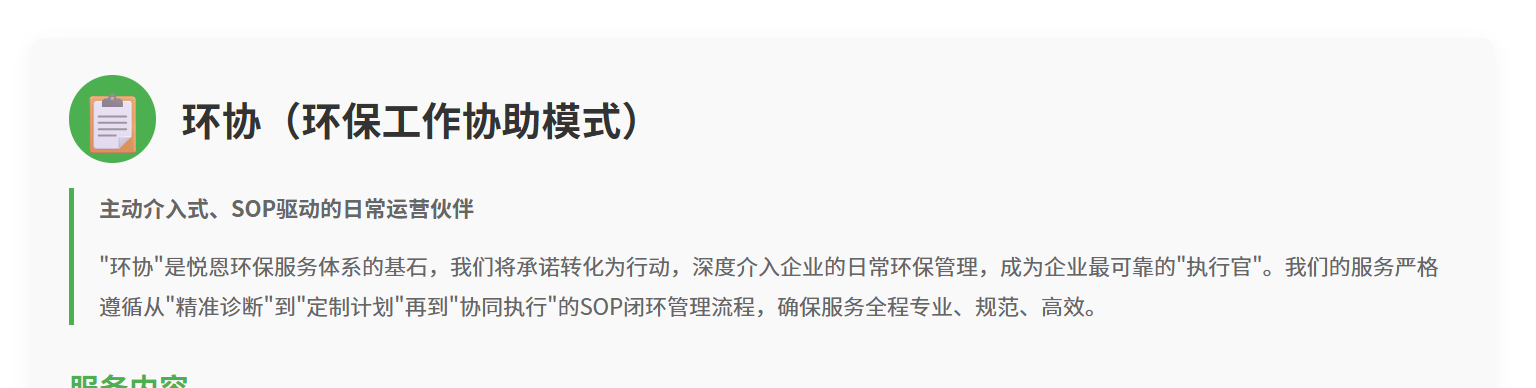 环协（环保工作协助模式）
主动介入式、SOP驱动的日常运营伙伴
"环协"是悦恩环保服务体系的基石，我们将承诺转化为行动，深度介入企业的日常环保管理，成为企业最可靠的"执行官"。我们的服务严格
遵循从"精准诊断"到"定制计划"再到"协同执行"的SOP闭环管理流程，确保服务全程专业、规范、高效。
服务内容